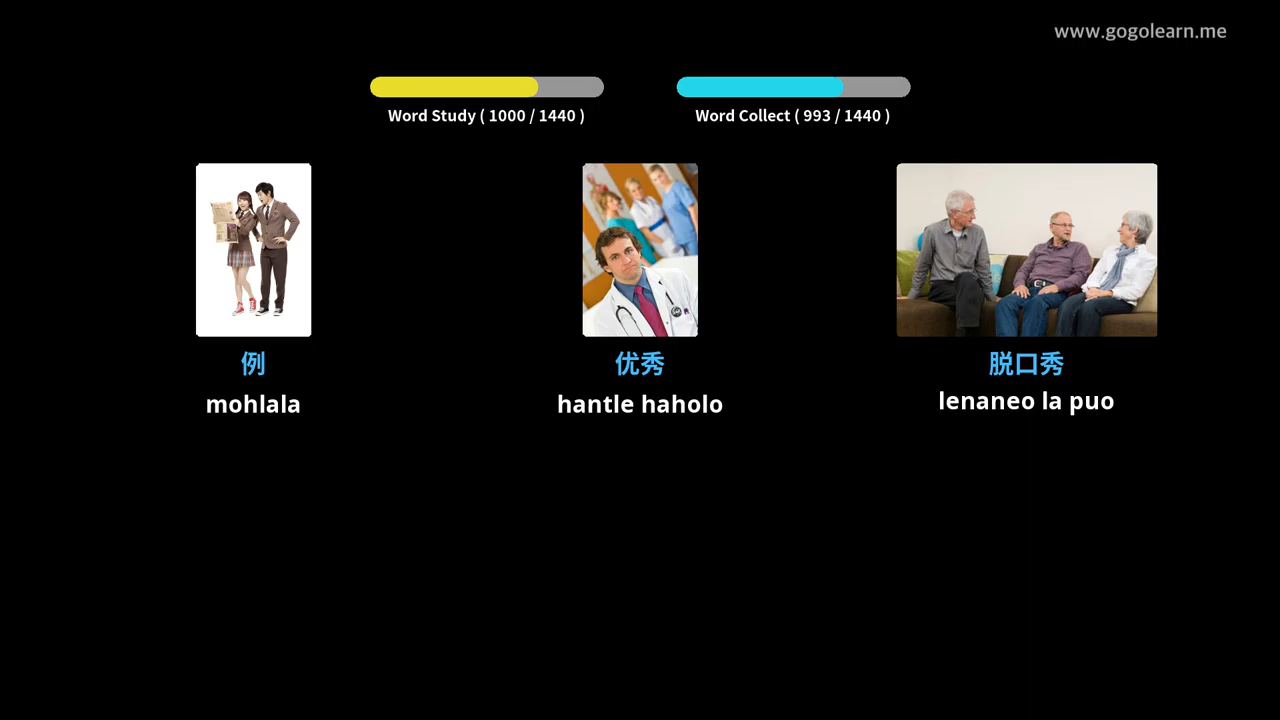 www.gogolearn.me
Word Study ( 1000 / 1440 )
Word Collect ( 993 / 1440 )
例
优秀
脱口秀
mohlala
hantle haholo
lenaneo la puo